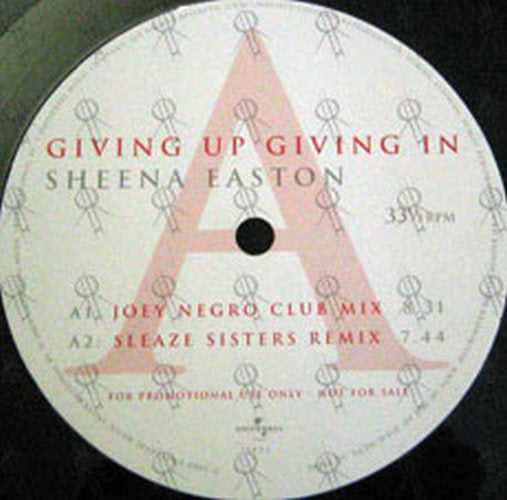 A
GIVING UP GIVING IN
SHEENA EASTON
33⅓ RPM
A1: JOEY NEGRO CLUB MIX 8.31
A2: SLEAZE SISTERS REMIX 7.44
FOR PROMOTIONAL USE ONLY - NOT FOR SALE
UNIVERSAL